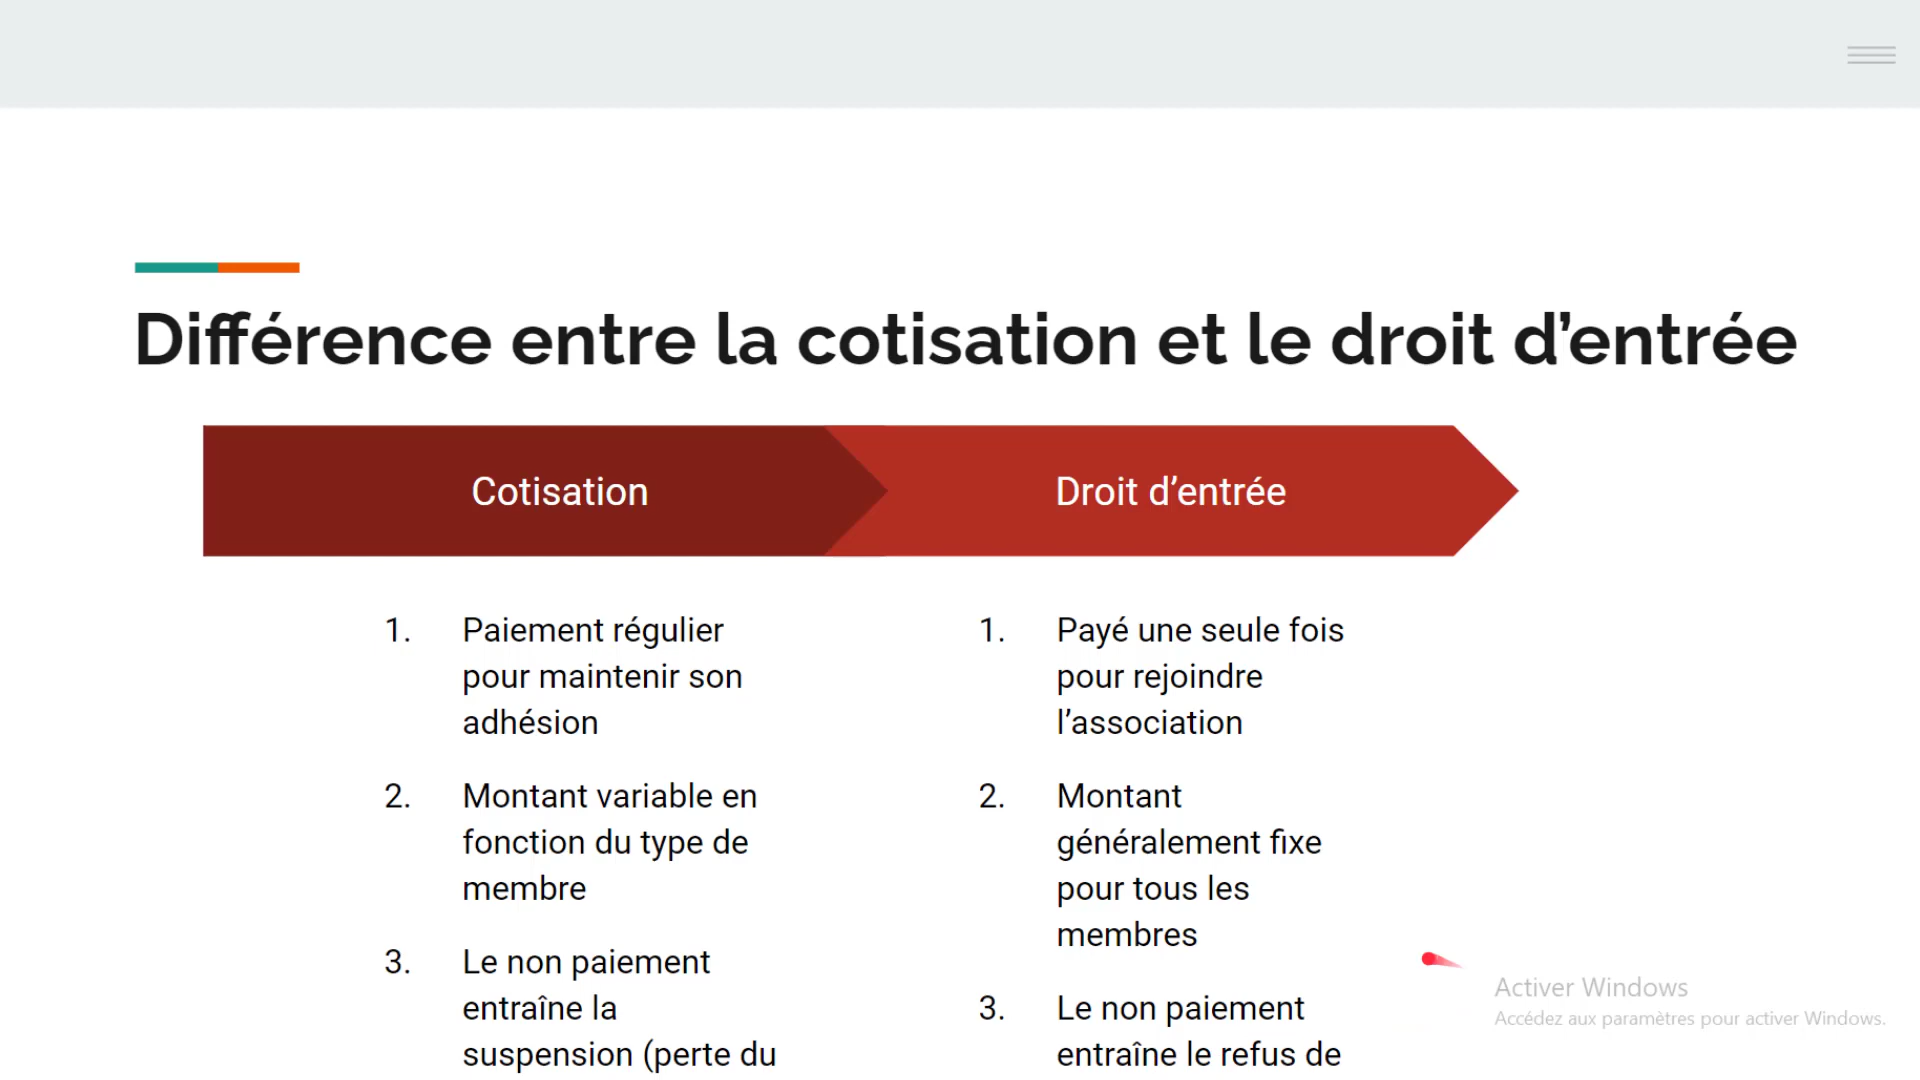 Différence entre la cotisation et le droit d’entrée
Cotisation
Droit d’entrée
1. Paiement régulier
pour maintenir son
adhésion
2. Montant variable en
fonction du type de
membre
3. Le non paiement
entraîne la
suspension (perte du
1. Payé une seule fois
pour rejoindre
l’association
2. Montant
généralement fixe
pour tous les
membres
3. Le non paiement
entraîne le refus de
Activer Windows
Accédez aux paramètres pour activer Windows.